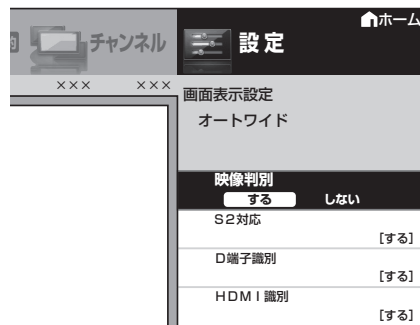 ホーム
チャンネル
設定
×××　×××
画面表示設定
オートワイド
映像判別
する　しない
S2対応
[する]
D端子識別
[する]
HDMI識別
[する]